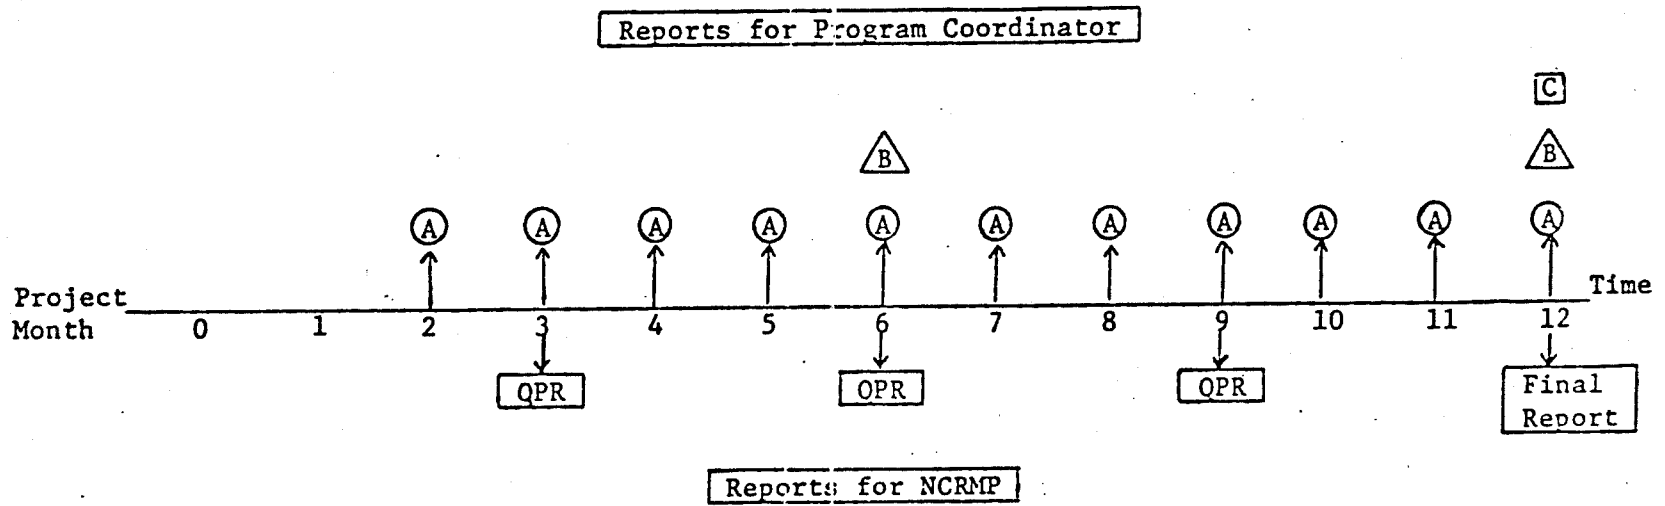 Reports for Program Coordinator
C
B B
A A A A A A A A A A A
Project Month
Time
0 1 2 3 4 5 6 7 8 9 10 11 12
QPR OPR QPR Final Report
Reports for NCRMP